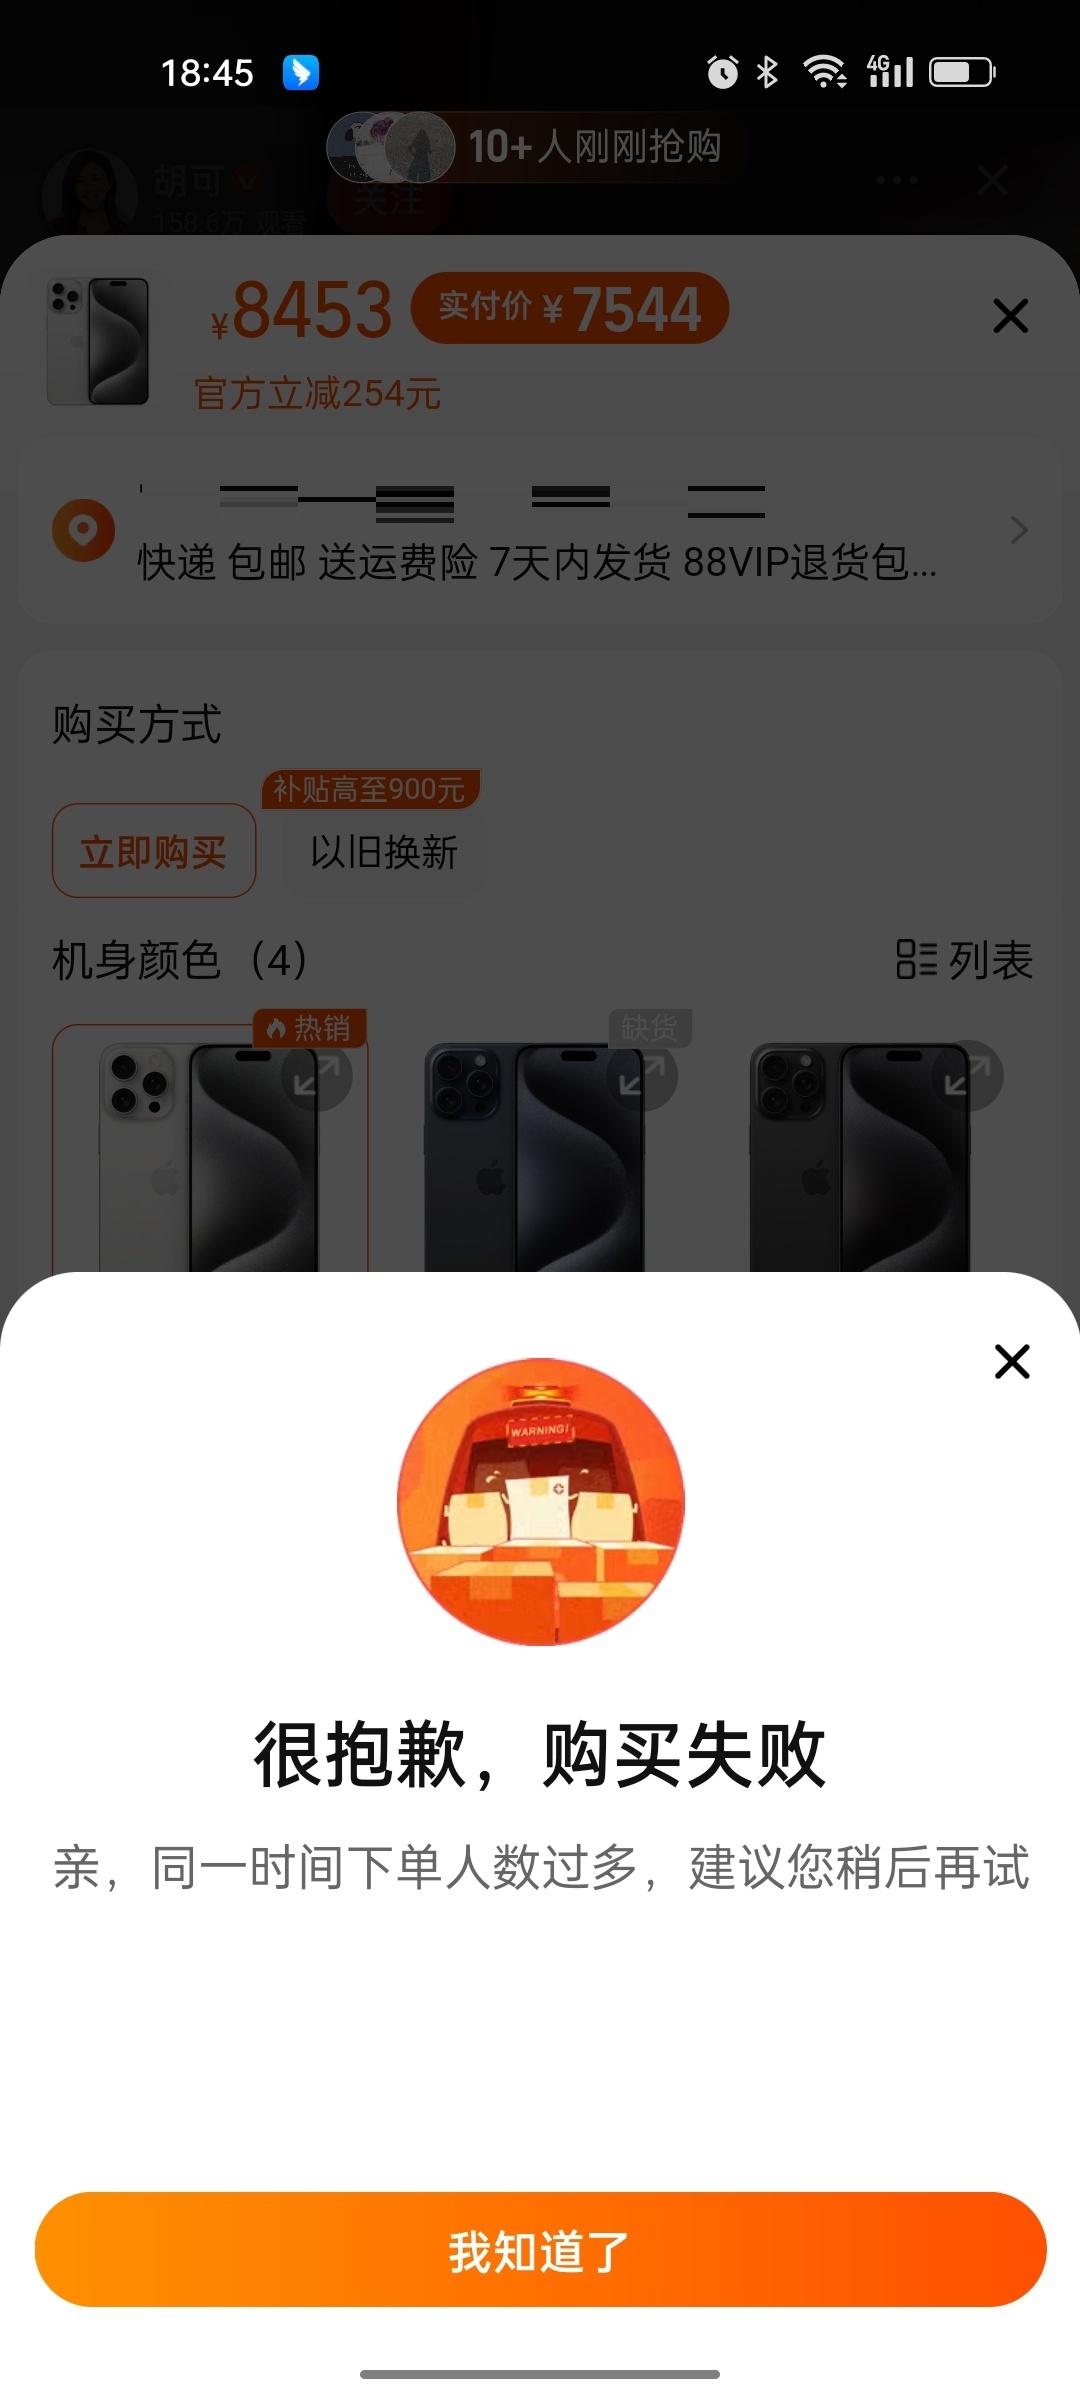 18:45
4G
10+人刚刚抢购
胡可
关注
158.6万 观看
¥8453 实付价 ¥7544
官方立减254元
快递 包邮 送运费险 7天内发货 88VIP退货包...
购买方式
补贴高至900元
立即购买 以旧换新
机身颜色（4） 列表
热销 缺货
WARNING!
很抱歉，购买失败
亲，同一时间下单人数过多，建议您稍后再试
我知道了